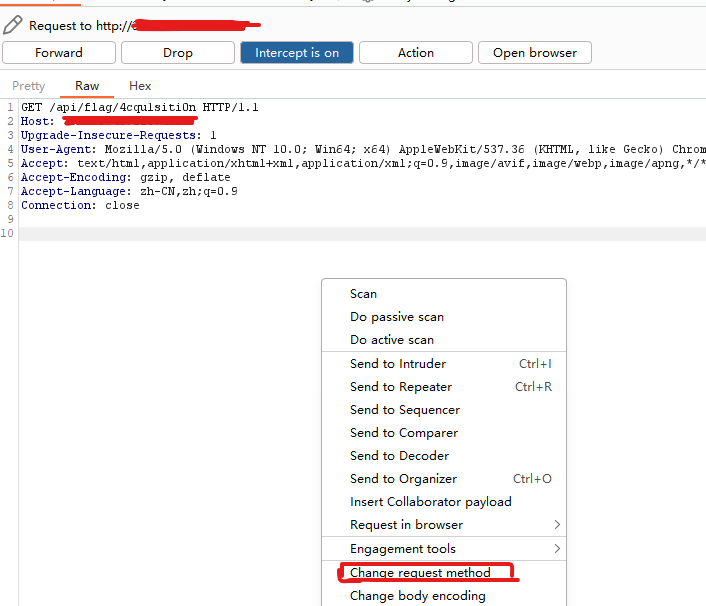 Request to http://
Forward Drop Intercept is on Action Open browser
Pretty Raw Hex
1 GET /api/flag/4cqu1siti0n HTTP/1.1
2 Host:
3 Upgrade-Insecure-Requests: 1
4 User-Agent: Mozilla/5.0 (Windows NT 10.0; Win64; x64) AppleWebKit/537.36 (KHTML, like Gecko) Chrom
5 Accept: text/html,application/xhtml+xml,application/xml;q=0.9,image/avif,image/webp,image/apng,*/*
6 Accept-Encoding: gzip, deflate
7 Accept-Language: zh-CN,zh;q=0.9
8 Connection: close
9
10
Scan
Do passive scan
Do active scan
Send to Intruder Ctrl+I
Send to Repeater Ctrl+R
Send to Sequencer
Send to Comparer
Send to Decoder
Send to Organizer Ctrl+O
Insert Collaborator payload
Request in browser
Engagement tools
Change request method
Change body encoding